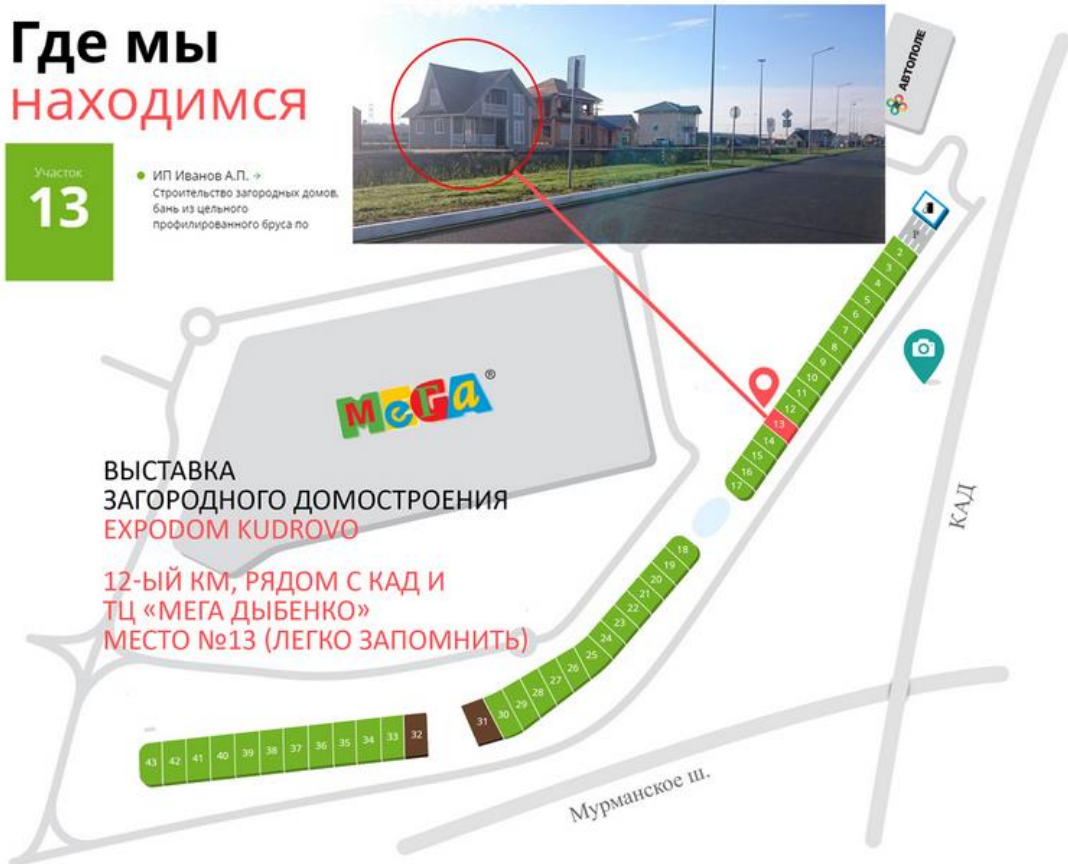 Где мы
находимся
Участок
13
ИП Иванов А.П. →
Строительство загородных домов,
бань из цельного
профилированного бруса по
АВТОПОЛЕ
P
2
3
4
5
6
7
8
9
10
11
12
13
14
15
16
17
МеГа®
ВЫСТАВКА
ЗАГОРОДНОГО ДОМОСТРОЕНИЯ
EXPODOM KUDROVO
12-ЫЙ КМ, РЯДОМ С КАД И
ТЦ «МЕГА ДЫБЕНКО»
МЕСТО №13 (ЛЕГКО ЗАПОМНИТЬ)
КАД
18
19
20
21
22
23
24
25
26
27
28
29
30
31
32
33
34
35
36
37
38
39
40
41
42
43
Мурманское ш.